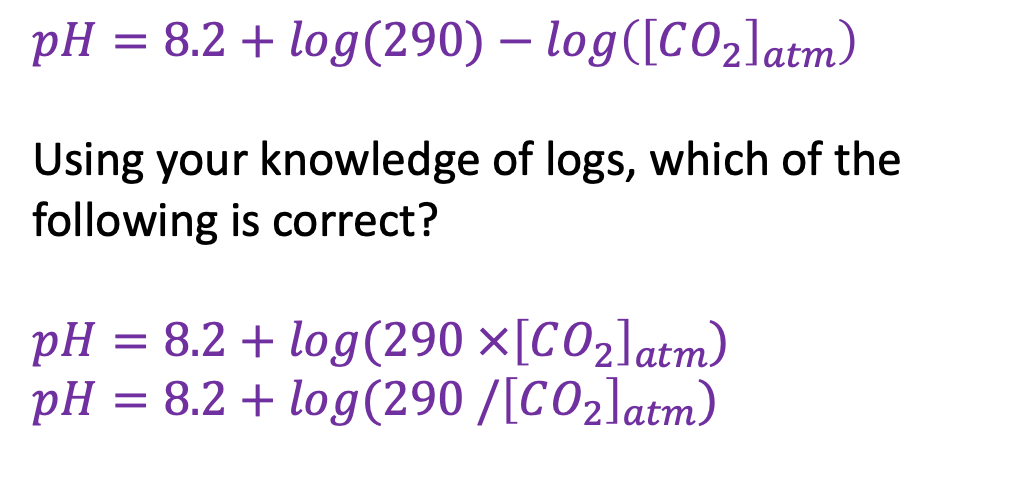 pH = 8.2 + log(290) − log([CO₂]atm)
Using your knowledge of logs, which of the
following is correct?
pH = 8.2 + log(290 ×[CO₂]atm)
pH = 8.2 + log(290 /[CO₂]atm)